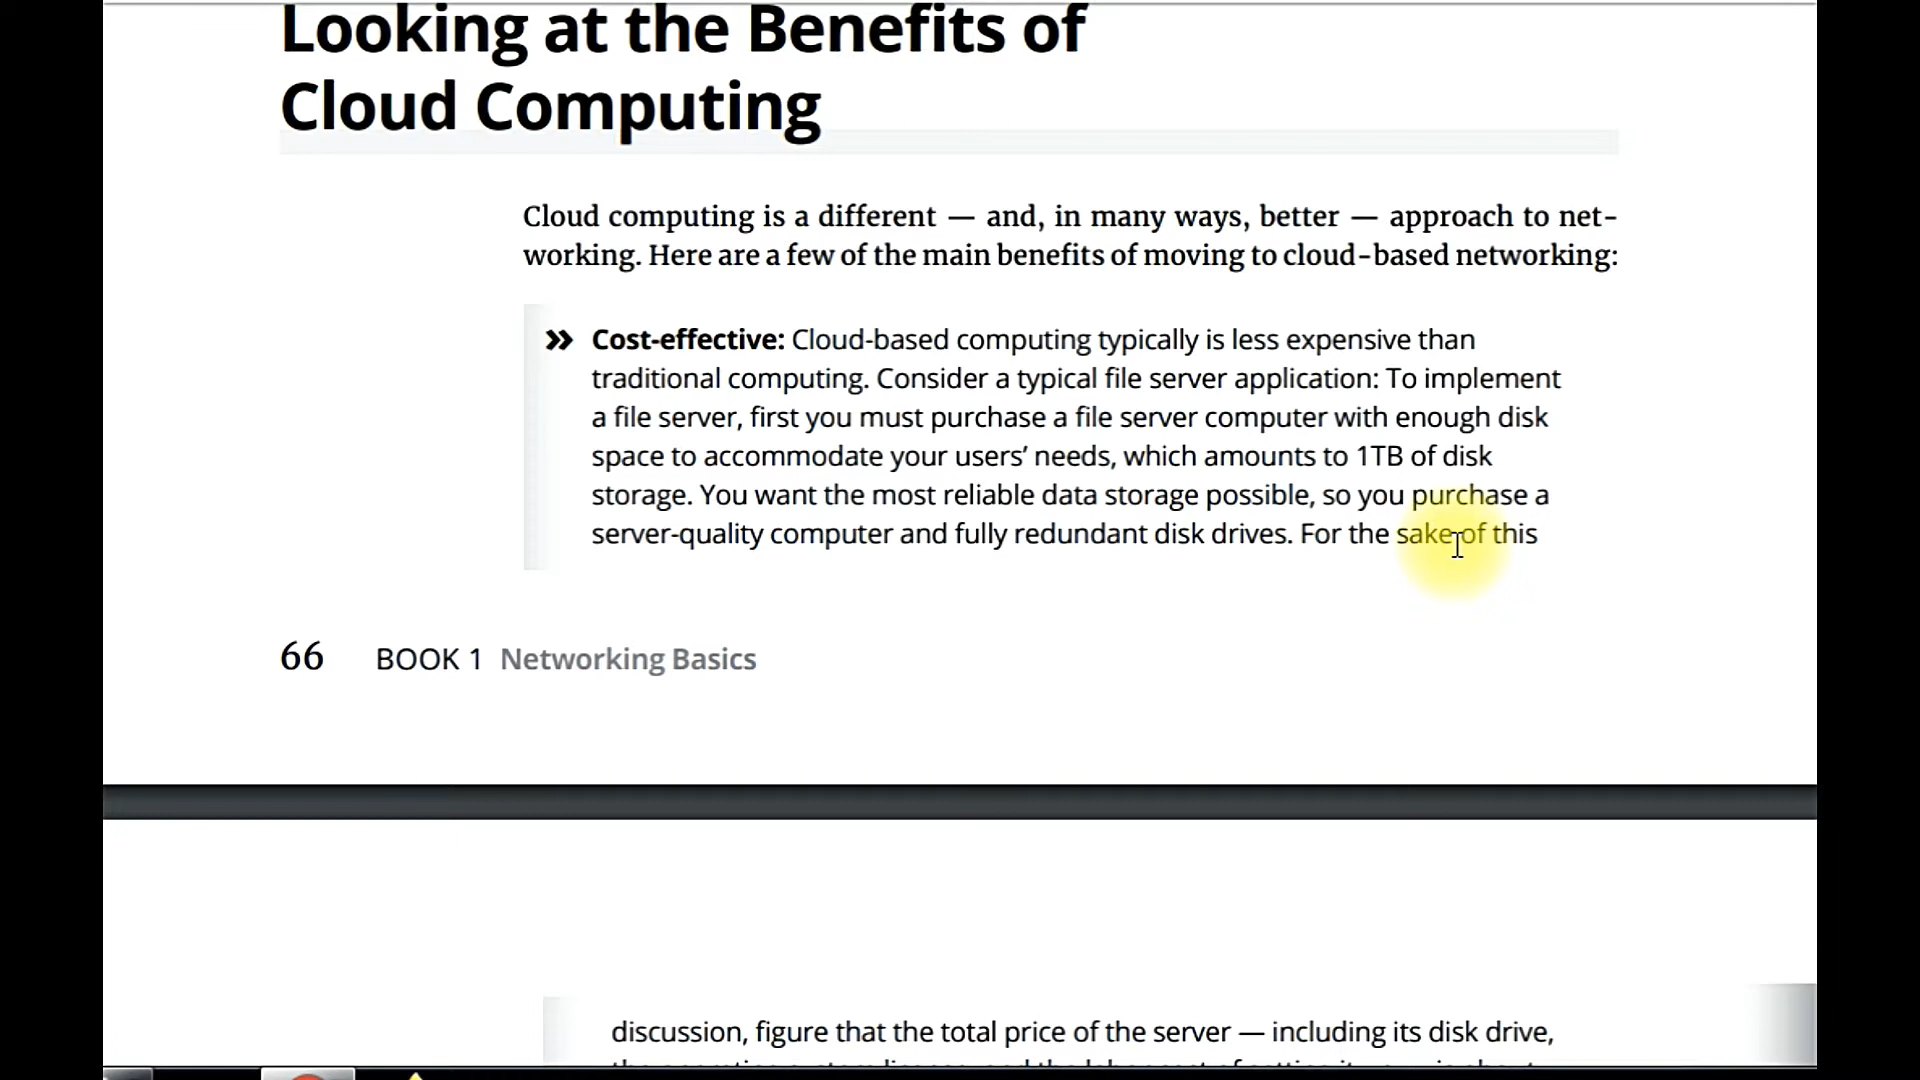 Looking at the Benefits of
Cloud Computing
Cloud computing is a different — and, in many ways, better — approach to net-
working. Here are a few of the main benefits of moving to cloud-based networking:
» Cost-effective: Cloud-based computing typically is less expensive than
traditional computing. Consider a typical file server application: To implement
a file server, first you must purchase a file server computer with enough disk
space to accommodate your users’ needs, which amounts to 1TB of disk
storage. You want the most reliable data storage possible, so you purchase a
server-quality computer and fully redundant disk drives. For the sake of this
66 BOOK 1 Networking Basics
discussion, figure that the total price of the server — including its disk drive,